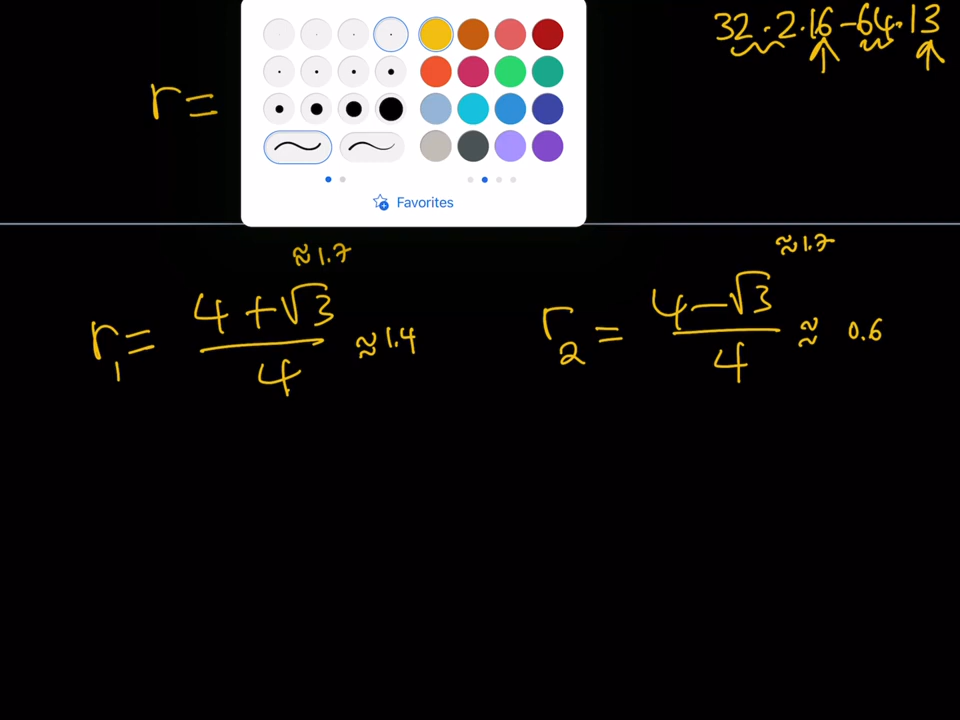 32·2·16-64·13
r=
Favorites
≈1.7
≈1.7
r₁= (4+√3)/4 ≈1.4
r₂= (4-√3)/4 ≈ 0.6